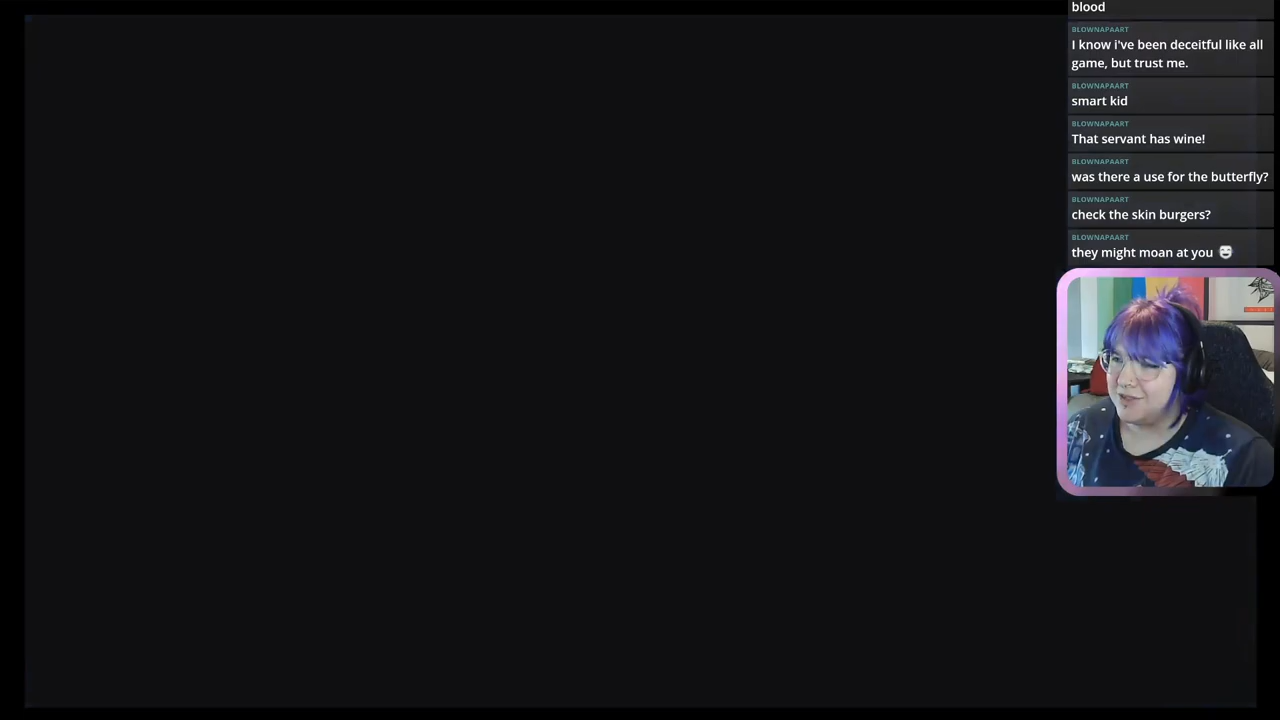 blood
BLOWNAPAART
I know i've been deceitful like all
game, but trust me.
BLOWNAPAART
smart kid
BLOWNAPAART
That servant has wine!
BLOWNAPAART
was there a use for the butterfly?
BLOWNAPAART
check the skin burgers?
BLOWNAPAART
they might moan at you